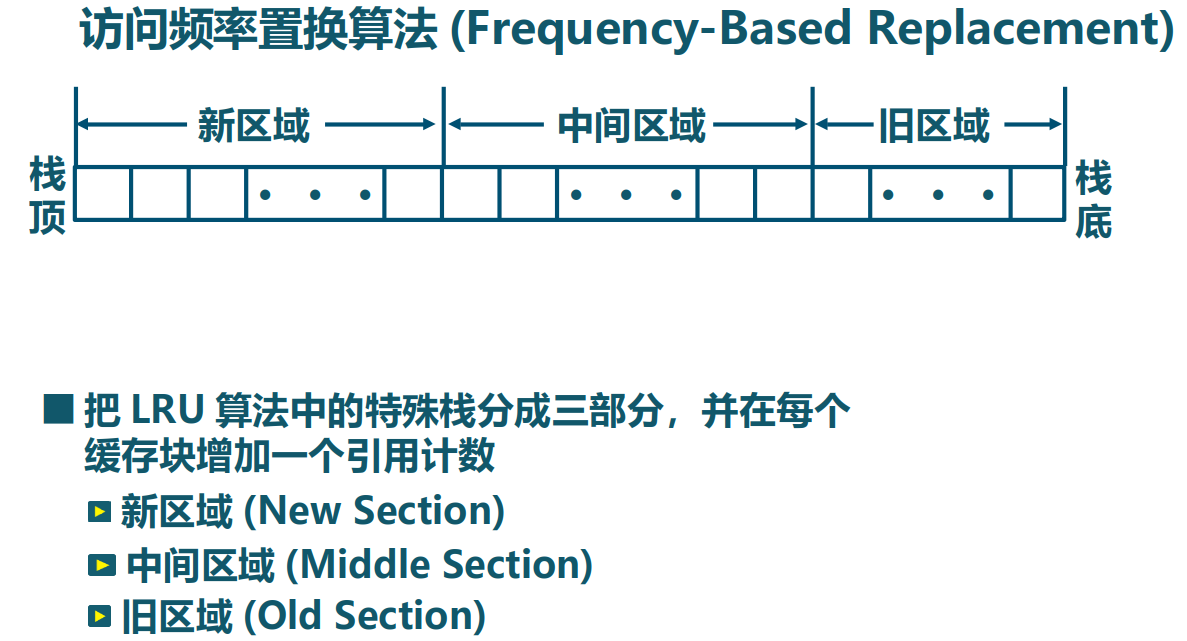 访问频率置换算法 (Frequency-Based Replacement)
新区域 中间区域 旧区域
栈顶
栈底
把 LRU 算法中的特殊栈分成三部分，并在每个
缓存块增加一个引用计数
新区域 (New Section)
中间区域 (Middle Section)
旧区域 (Old Section)